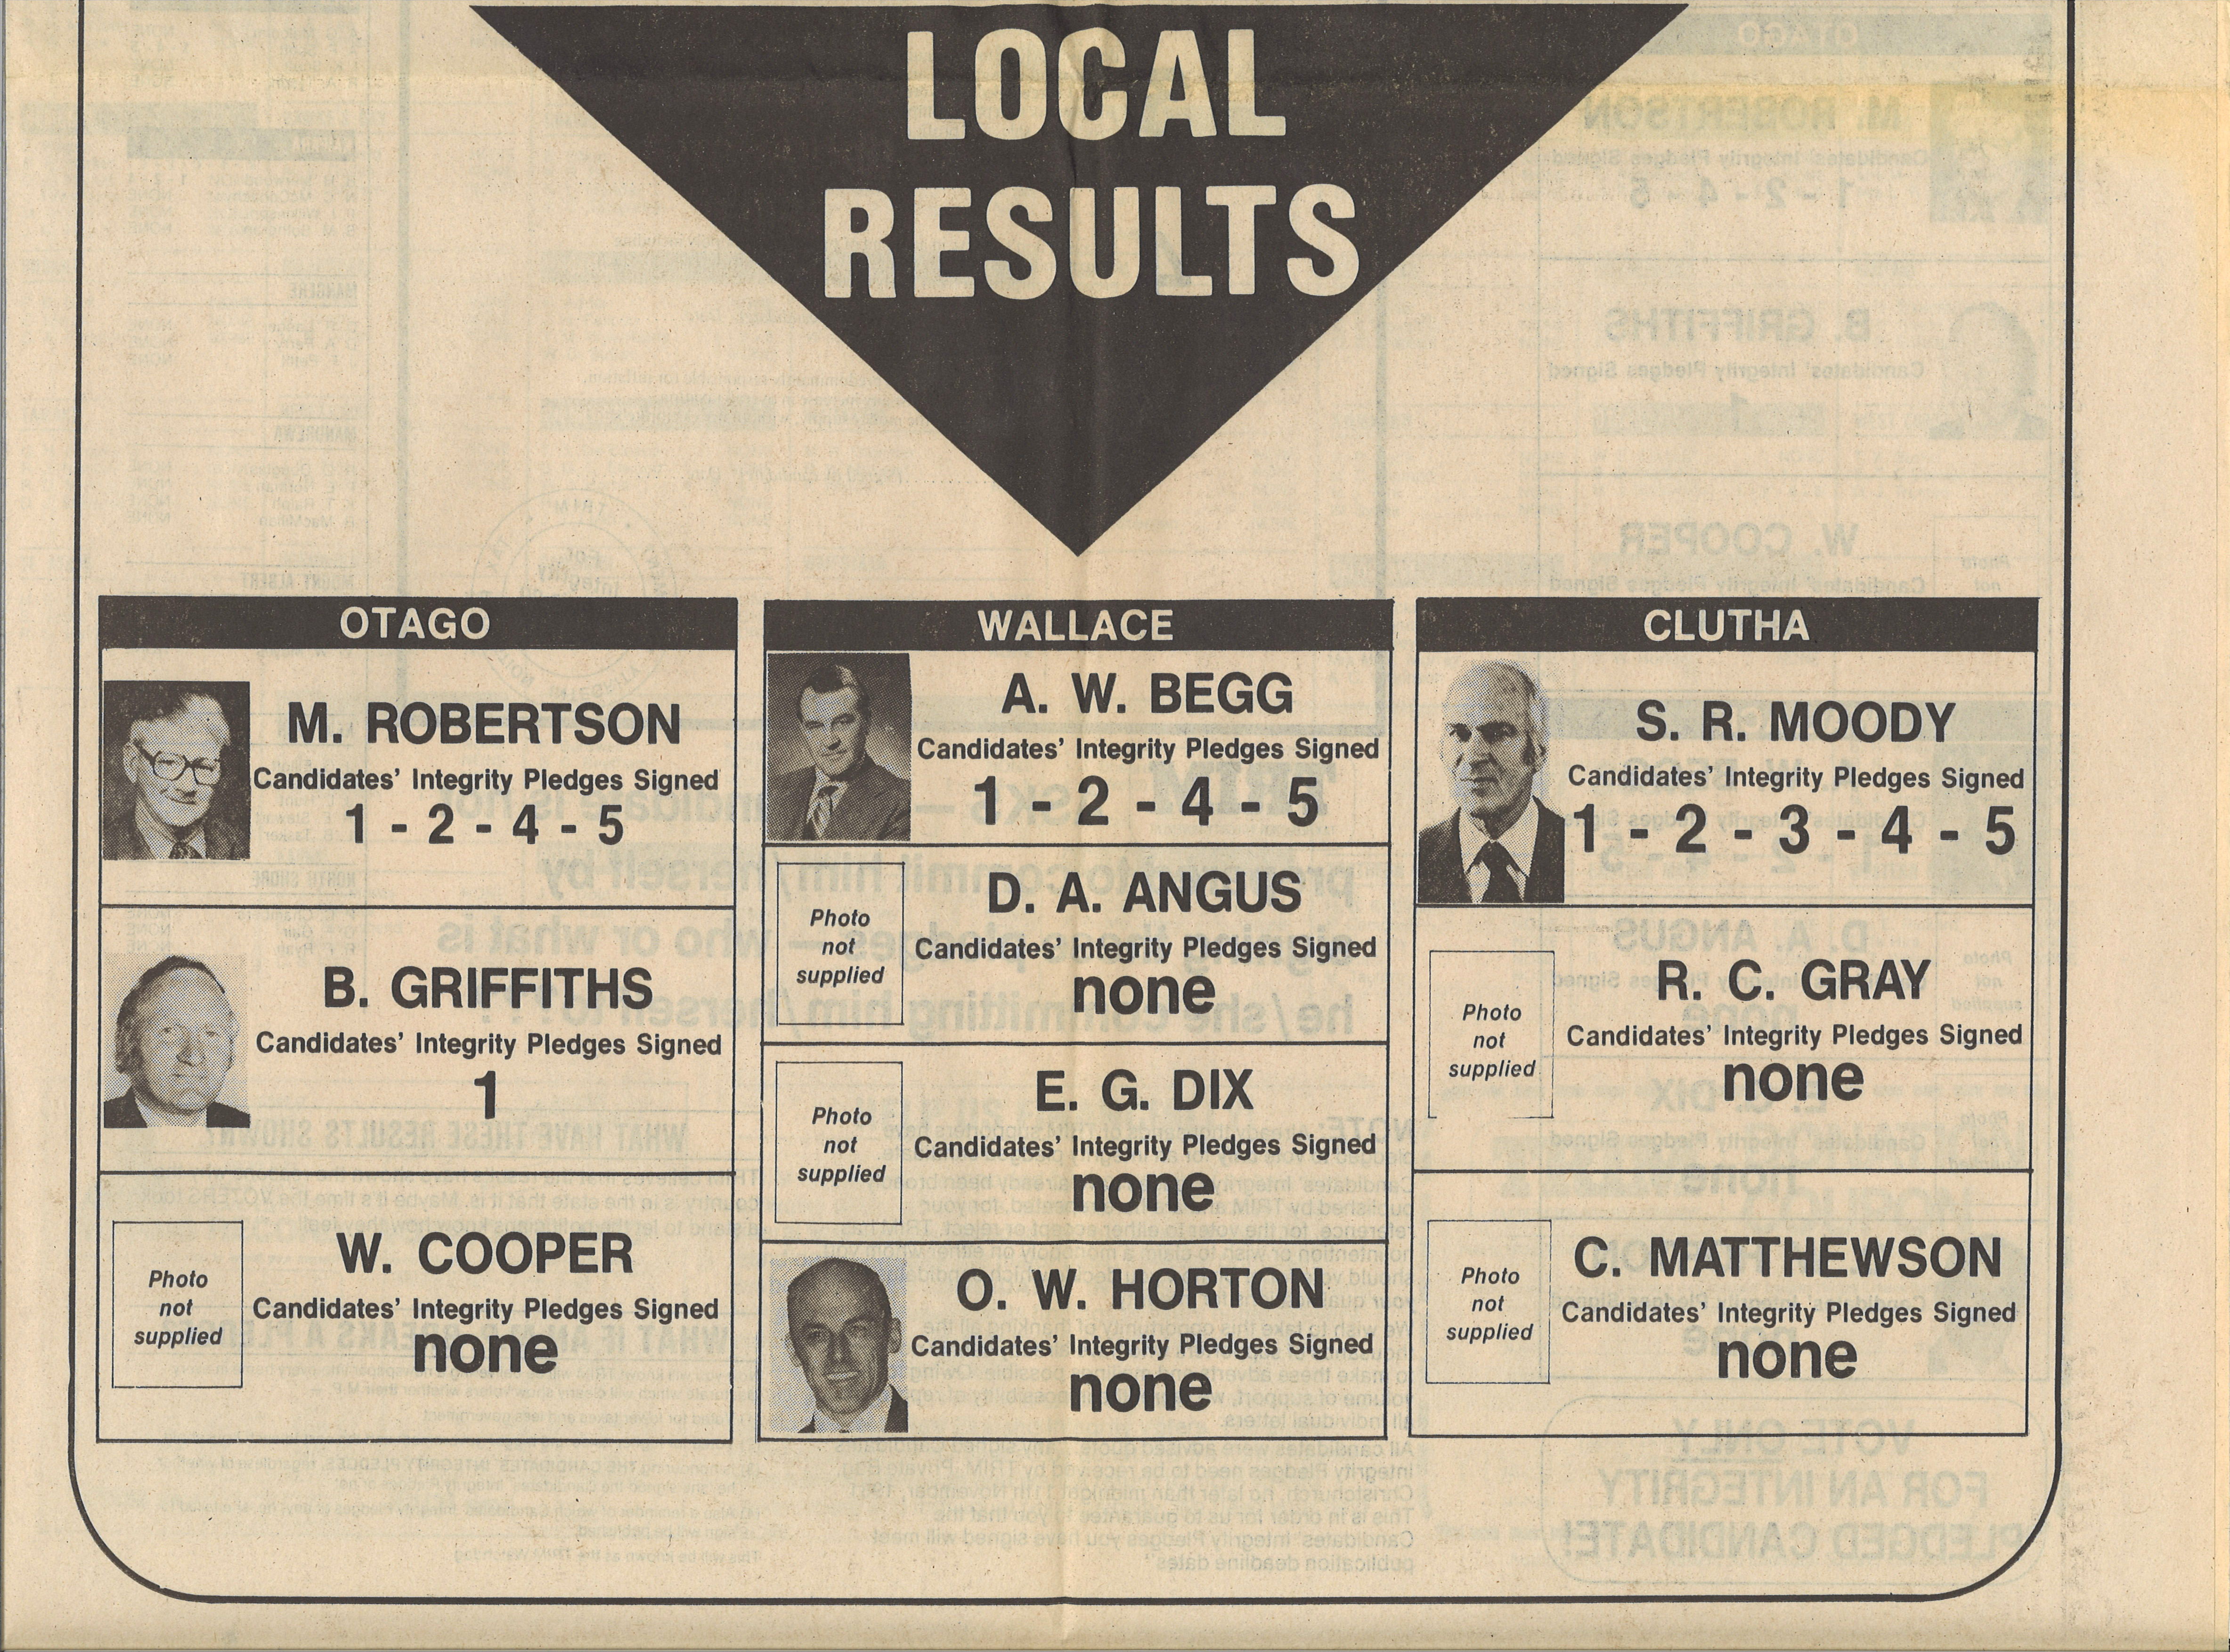 LOCAL
RESULTS
OTAGO
M. ROBERTSON
Candidates' Integrity Pledges Signed
1 - 2 - 4 - 5
B. GRIFFITHS
Candidates' Integrity Pledges Signed
1
Photo
not
supplied
W. COOPER
Candidates' Integrity Pledges Signed
none
WALLACE
A. W. BEGG
Candidates' Integrity Pledges Signed
1 - 2 - 4 - 5
Photo
not
supplied
D. A. ANGUS
Candidates' Integrity Pledges Signed
none
Photo
not
supplied
E. G. DIX
Candidates' Integrity Pledges Signed
none
O. W. HORTON
Candidates' Integrity Pledges Signed
none
CLUTHA
S. R. MOODY
Candidates' Integrity Pledges Signed
1 - 2 - 3 - 4 - 5
Photo
not
supplied
R. C. GRAY
Candidates' Integrity Pledges Signed
none
Photo
not
supplied
C. MATTHEWSON
Candidates' Integrity Pledges Signed
none